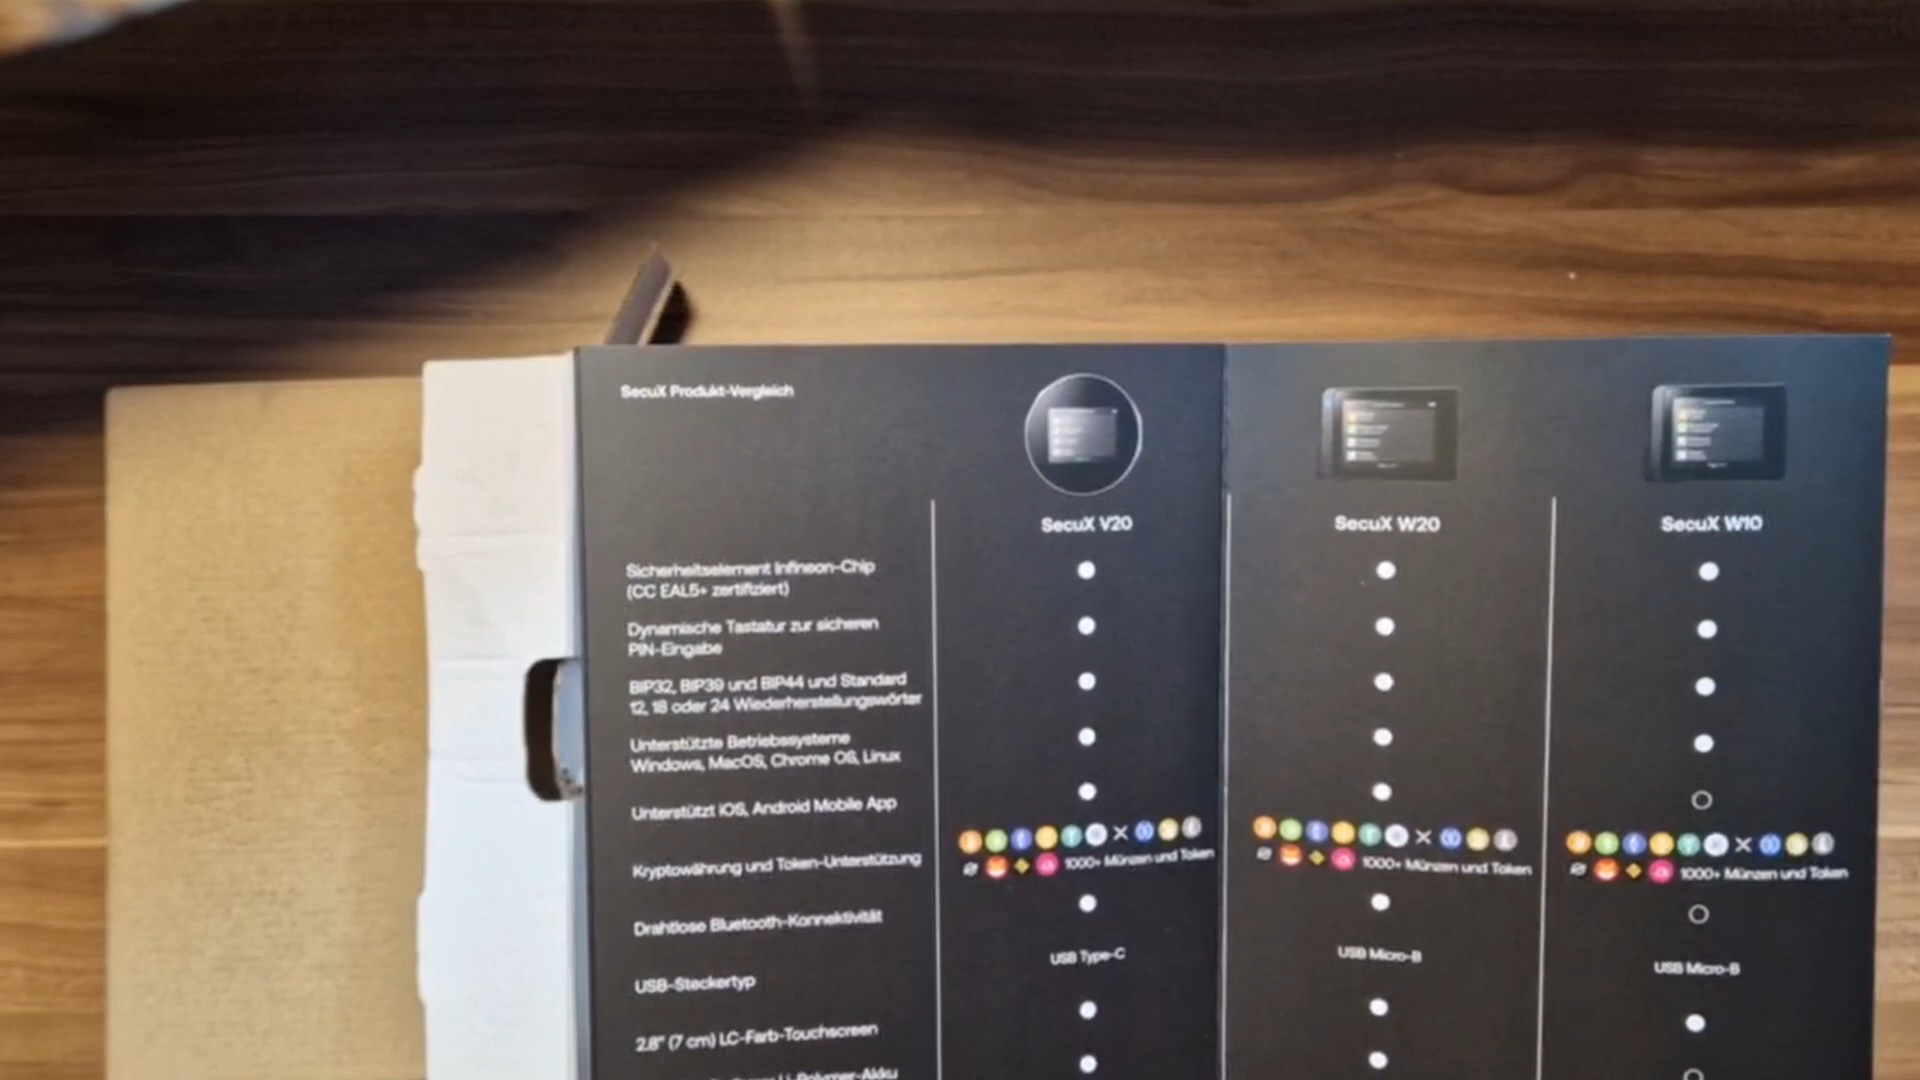 SecuX Produkt-Vergleich
SecuX V20
SecuX W20
SecuX W10
Sicherheitselement Infineon-Chip
(CC EAL5+ zertifiziert)
Dynamische Tastatur zur sicheren
PIN-Eingabe
BIP32, BIP39 und BIP44 und Standard
12, 18 oder 24 Wiederherstellungswörter
Unterstützte Betriebssysteme
Windows, MacOS, Chrome OS, Linux
Unterstützt iOS, Android Mobile App
Kryptowährung und Token-Unterstützung
1000+ Münzen und Token
1000+ Münzen und Token
1000+ Münzen und Token
Drahtlose Bluetooth-Konnektivität
USB-Steckertyp
USB Type-C
USB Micro-B
USB Micro-B
2.8" (7 cm) LC-Farb-Touchscreen
Li-Polymer-Akku